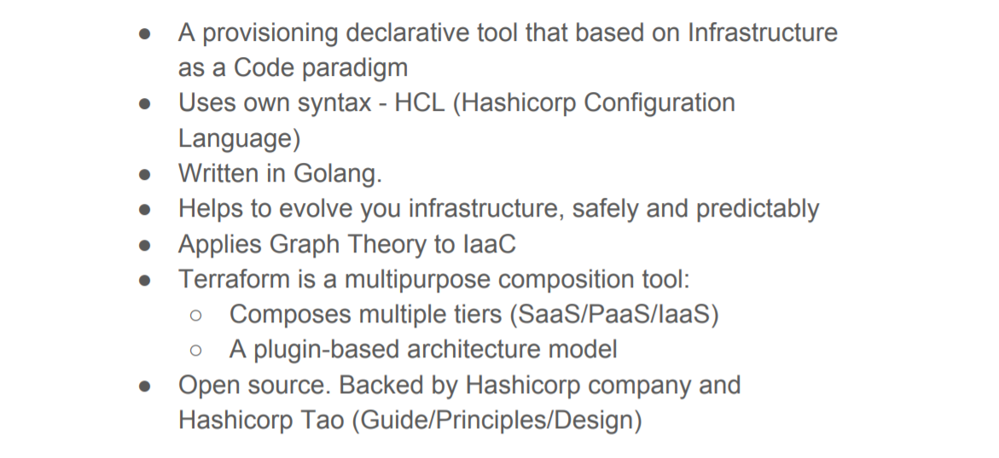 ● A provisioning declarative tool that based on Infrastructure
as a Code paradigm
● Uses own syntax - HCL (Hashicorp Configuration
Language)
● Written in Golang.
● Helps to evolve you infrastructure, safely and predictably
● Applies Graph Theory to IaaC
● Terraform is a multipurpose composition tool:
○ Composes multiple tiers (SaaS/PaaS/IaaS)
○ A plugin-based architecture model
● Open source. Backed by Hashicorp company and
Hashicorp Tao (Guide/Principles/Design)